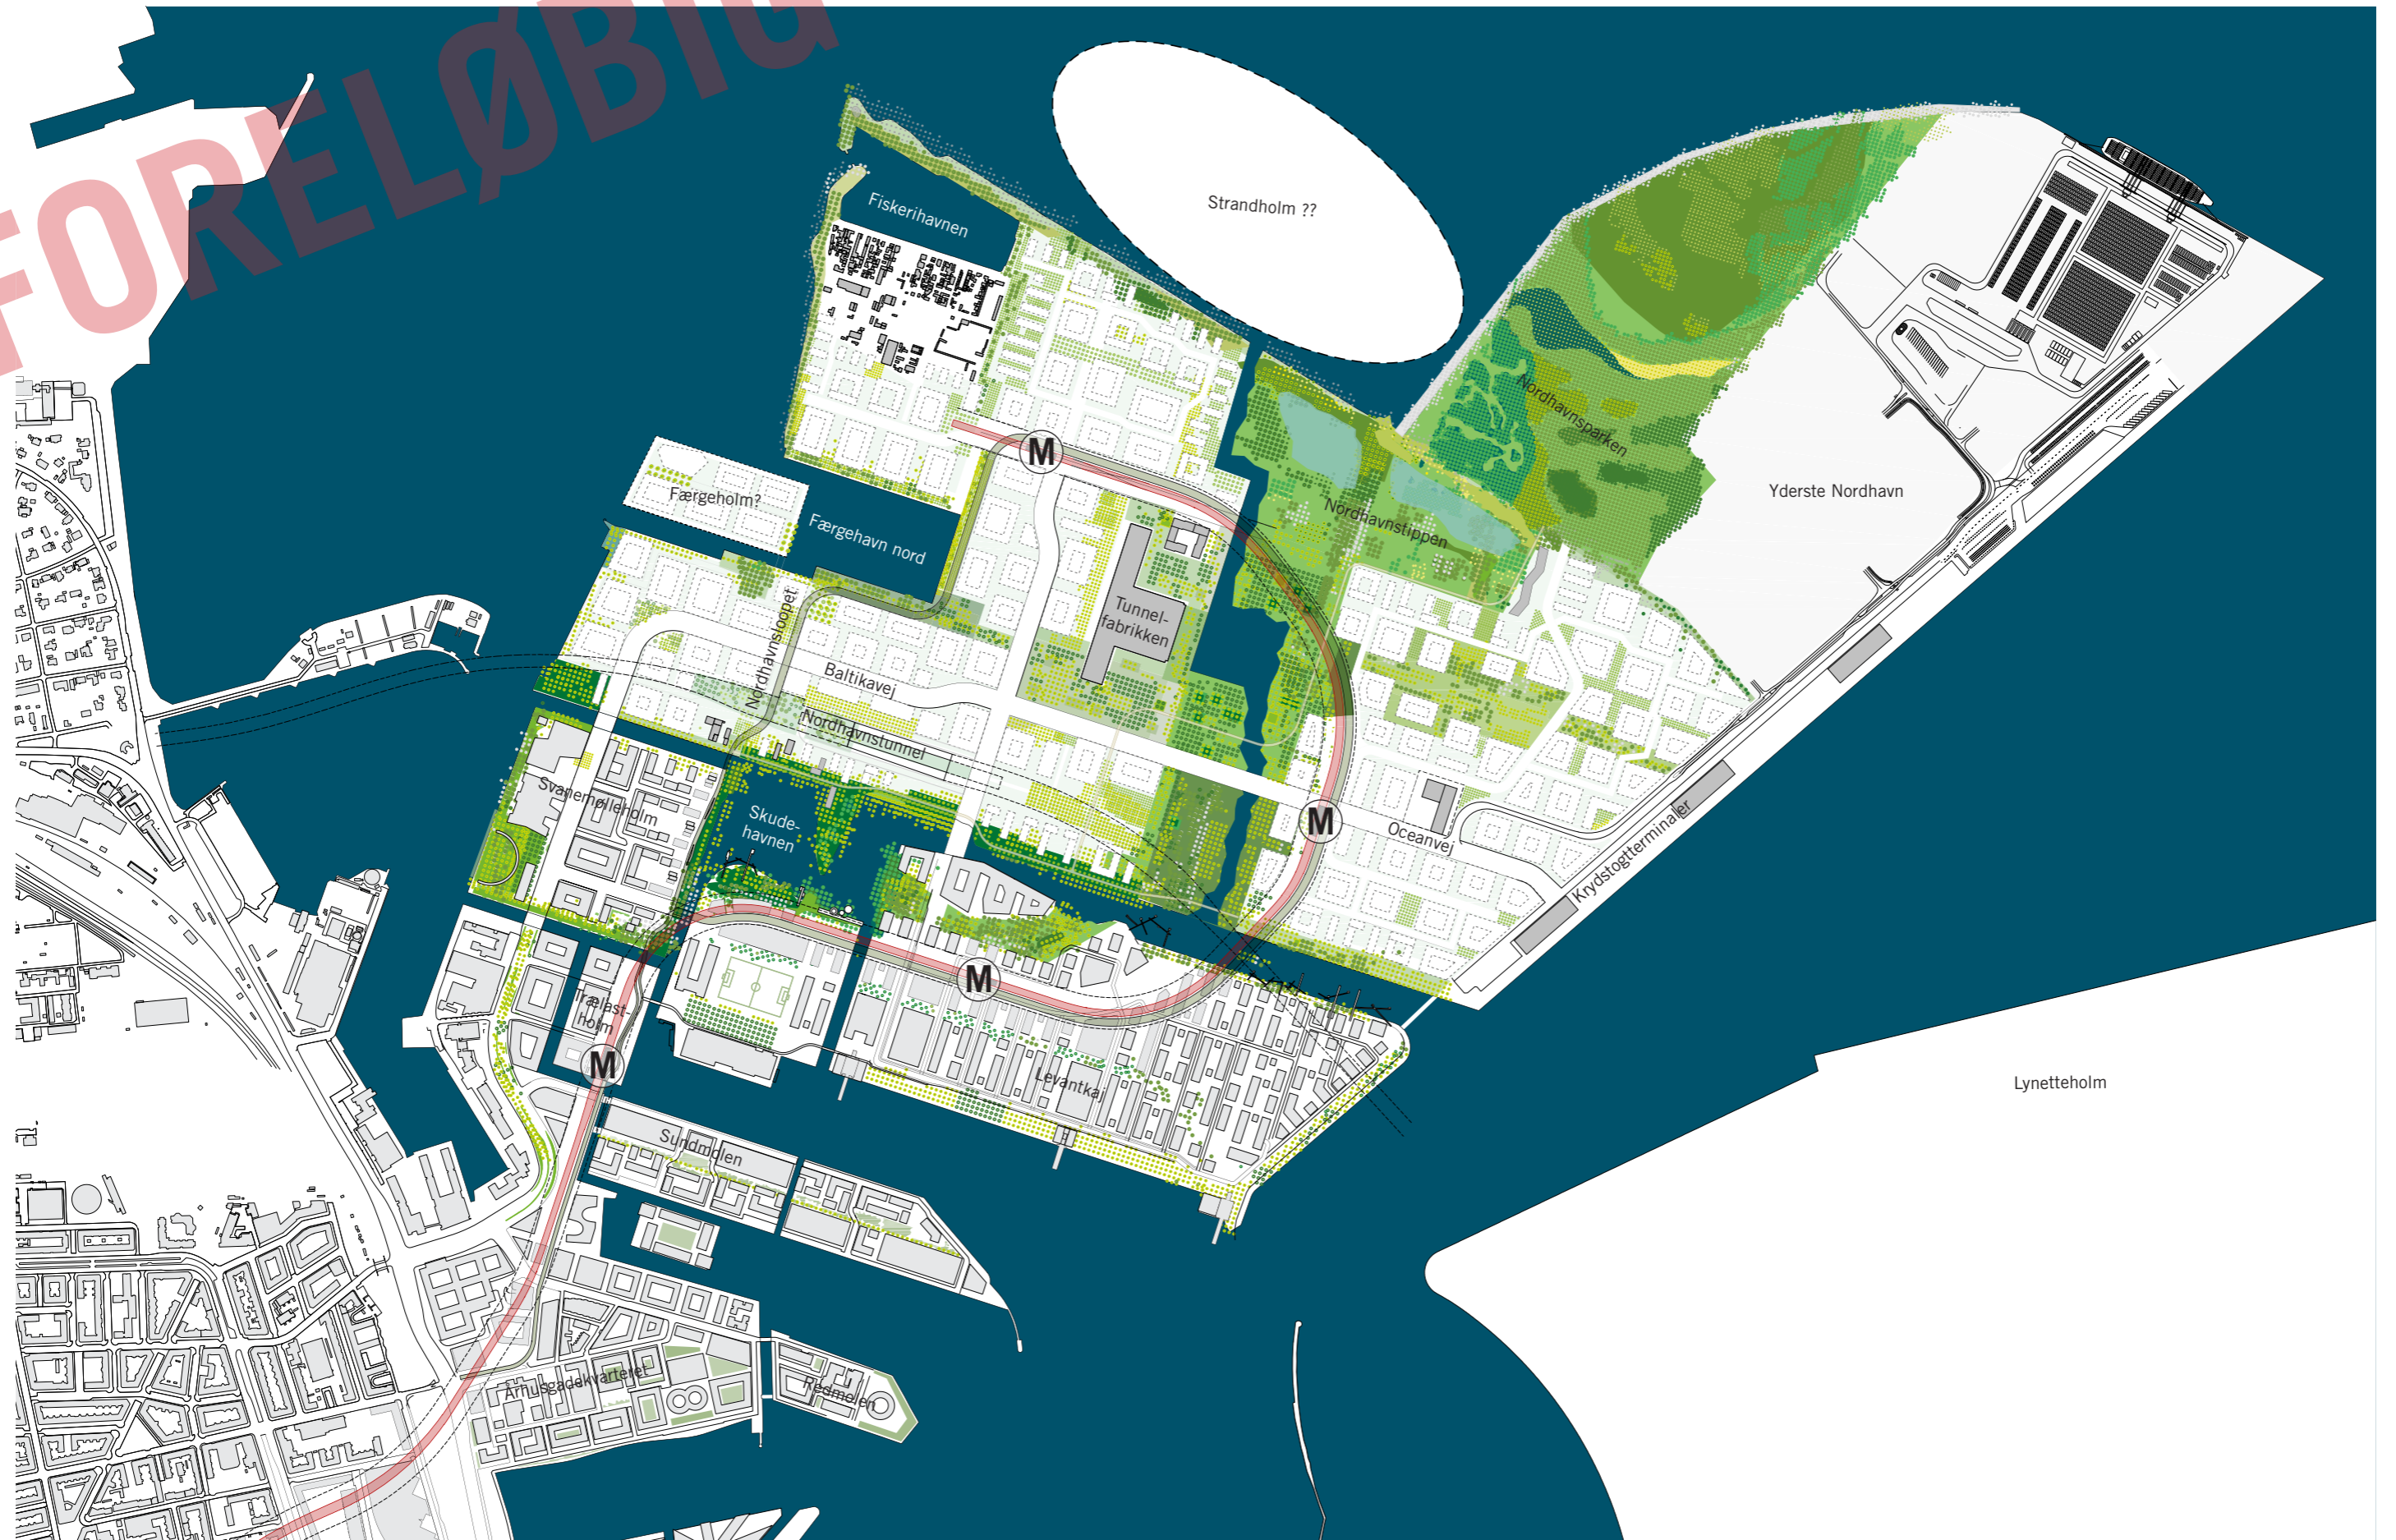 FORELØBIG
Fiskerihavnen
Strandholm ??
Nordhavnsparken
Færgeholm?
Yderste Nordhavn
M
Færgehavn nord
Nordhavnstippen
Tunnel-
fabrikken
Nordhavnsloopet
Baltikavej
Nordhavnstunnel
Svanemølleholm
Skude-
havnen
M
Oceanvej
Krydstogtterminaler
M
Trælast-
holm
M
Levantkaj
Lynetteholm
Sundmolen
Århusgadekvarteret
Redmolen